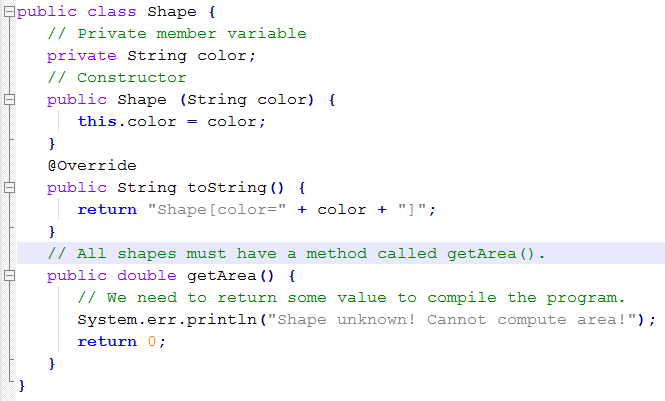 public class Shape {
   // Private member variable
   private String color;
   // Constructor
   public Shape (String color) {
      this.color = color;
   }
   @Override
   public String toString() {
      return "Shape[color=" + color + "]";
   }
   // All shapes must have a method called getArea().
   public double getArea() {
      // We need to return some value to compile the program.
      System.err.println("Shape unknown! Cannot compute area!");
      return 0;
   }
}